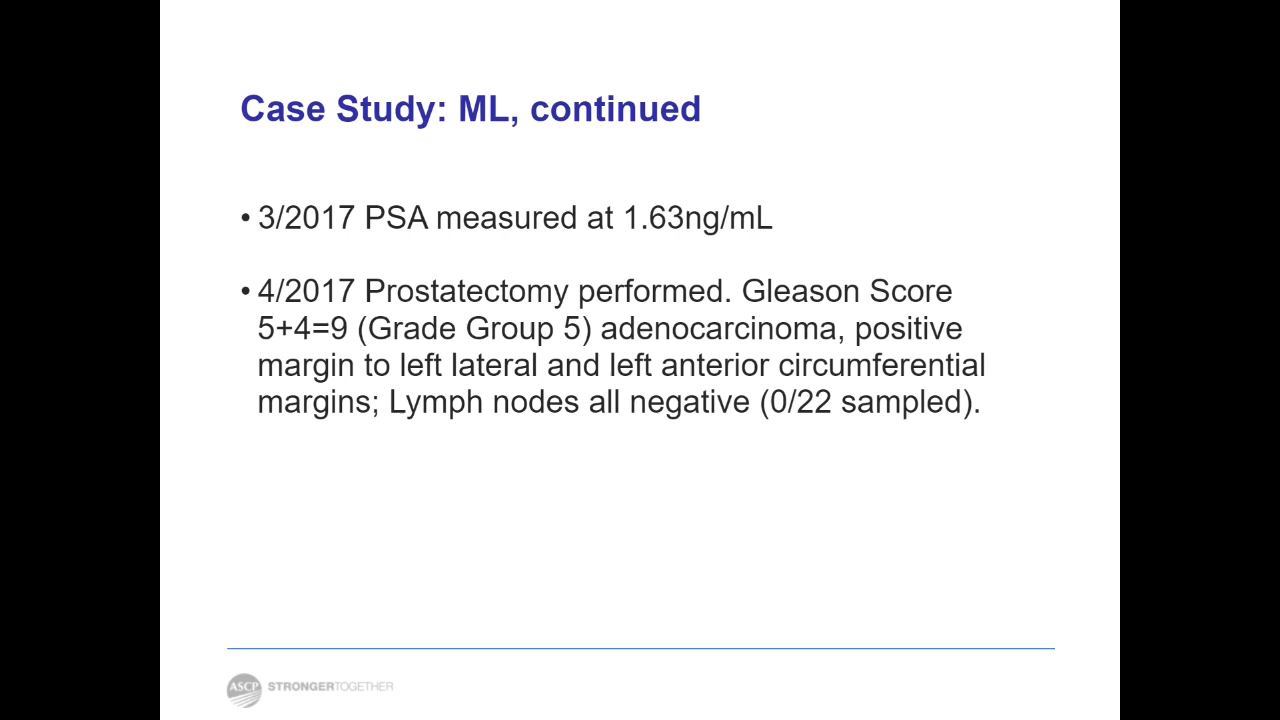 Case Study: ML, continued
• 3/2017 PSA measured at 1.63ng/mL
• 4/2017 Prostatectomy performed. Gleason Score
5+4=9 (Grade Group 5) adenocarcinoma, positive
margin to left lateral and left anterior circumferential
margins; Lymph nodes all negative (0/22 sampled).
ASCP STRONGERTOGETHER